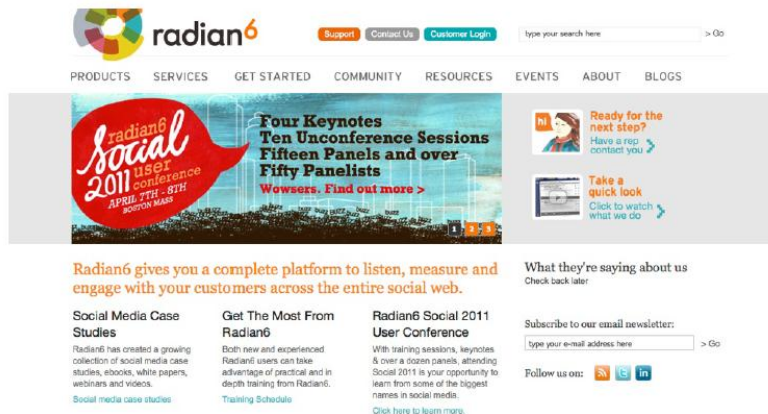 radian6
Support Contact Us Customer Login type your search here > Go
PRODUCTS SERVICES GET STARTED COMMUNITY RESOURCES EVENTS ABOUT BLOGS
radian6
Social
2011 user
conference
APRIL 7TH - 8TH
BOSTON MASS
Four Keynotes
Ten Unconference Sessions
Fifteen Panels and over
Fifty Panelists
Wowsers. Find out more >
1 2 3
hi
Ready for the
next step?
Have a rep
contact you
Take a
quick look
Click to watch
what we do
Radian6 gives you a complete platform to listen, measure and
engage with your customers across the entire social web.
Social Media Case
Studies
Radian6 has created a growing
collection of social media case
studies, ebooks, white papers,
webinars and videos.
Social media case studies
Get The Most From
Radian6
Both new and experienced
Radian6 users can take
advantage of practical and in
depth training from Radian6.
Training Schedule
Radian6 Social 2011
User Conference
With training sessions, keynotes
& over a dozen panels, attending
Social 2011 is your opportunity to
learn from some of the biggest
names in social media.
Click here to learn more.
What they're saying about us
Check back later
Subscribe to our email newsletter:
type your e-mail address here > Go
Follow us on: